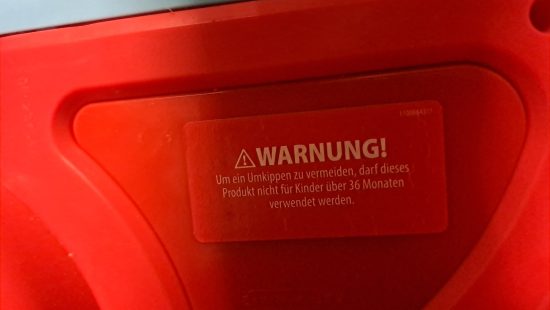 WARNUNG!
Um ein Umkippen zu vermeiden, darf dieses
Produkt nicht für Kinder über 36 Monaten
verwendet werden.